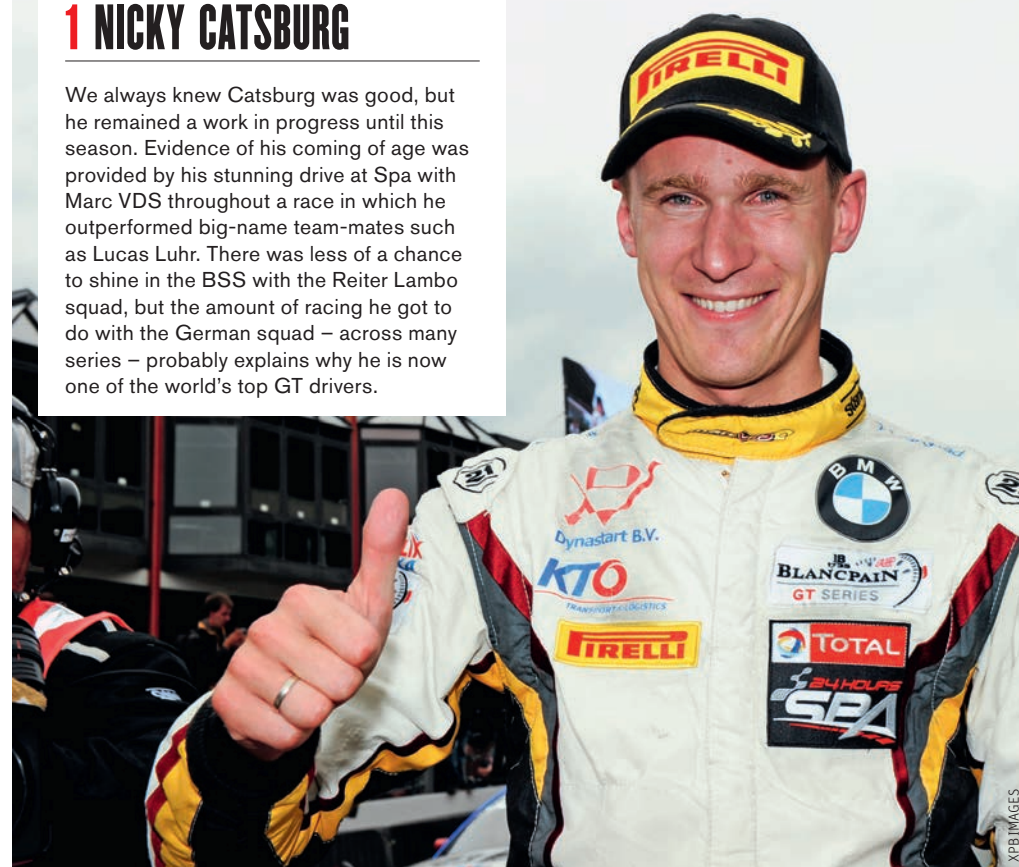 1 NICKY CATSBURG
We always knew Catsburg was good, but
he remained a work in progress until this
season. Evidence of his coming of age was
provided by his stunning drive at Spa with
Marc VDS throughout a race in which he
outperformed big-name team-mates such
as Lucas Luhr. There was less of a chance
to shine in the BSS with the Reiter Lambo
squad, but the amount of racing he got to
do with the German squad – across many
series – probably explains why he is now
one of the world's top GT drivers.
PIRELLI
21
BMW
Dynastart B.V.
KTO
TRANSPORT & LOGISTICS
BLANCPAIN
GT SERIES
PIRELLI
TOTAL
24 HOURS
SPA
XPB IMAGES